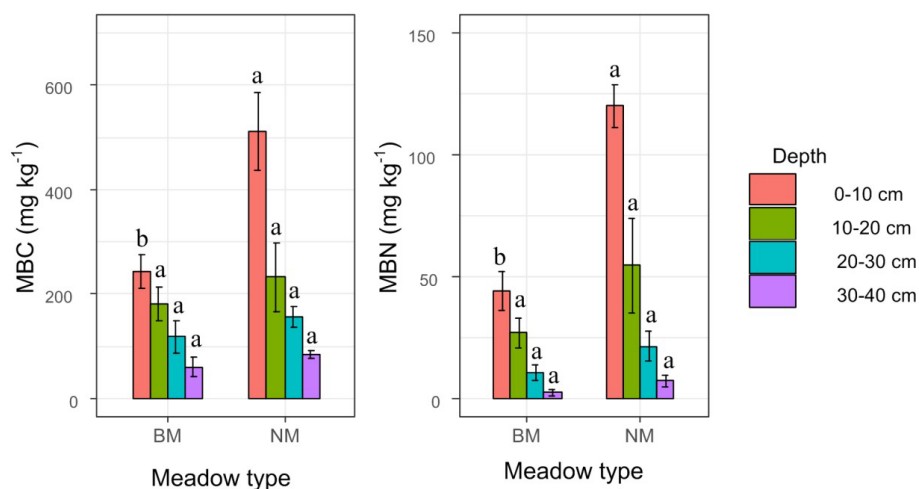 MBC (mg kg⁻¹)
600
400
200
0
a
b
a
a
a
a
a
a
BM
NM
Meadow type
MBN (mg kg⁻¹)
150
100
50
0
a
b
a
a
a
a
a
a
BM
NM
Meadow type
Depth
0-10 cm
10-20 cm
20-30 cm
30-40 cm